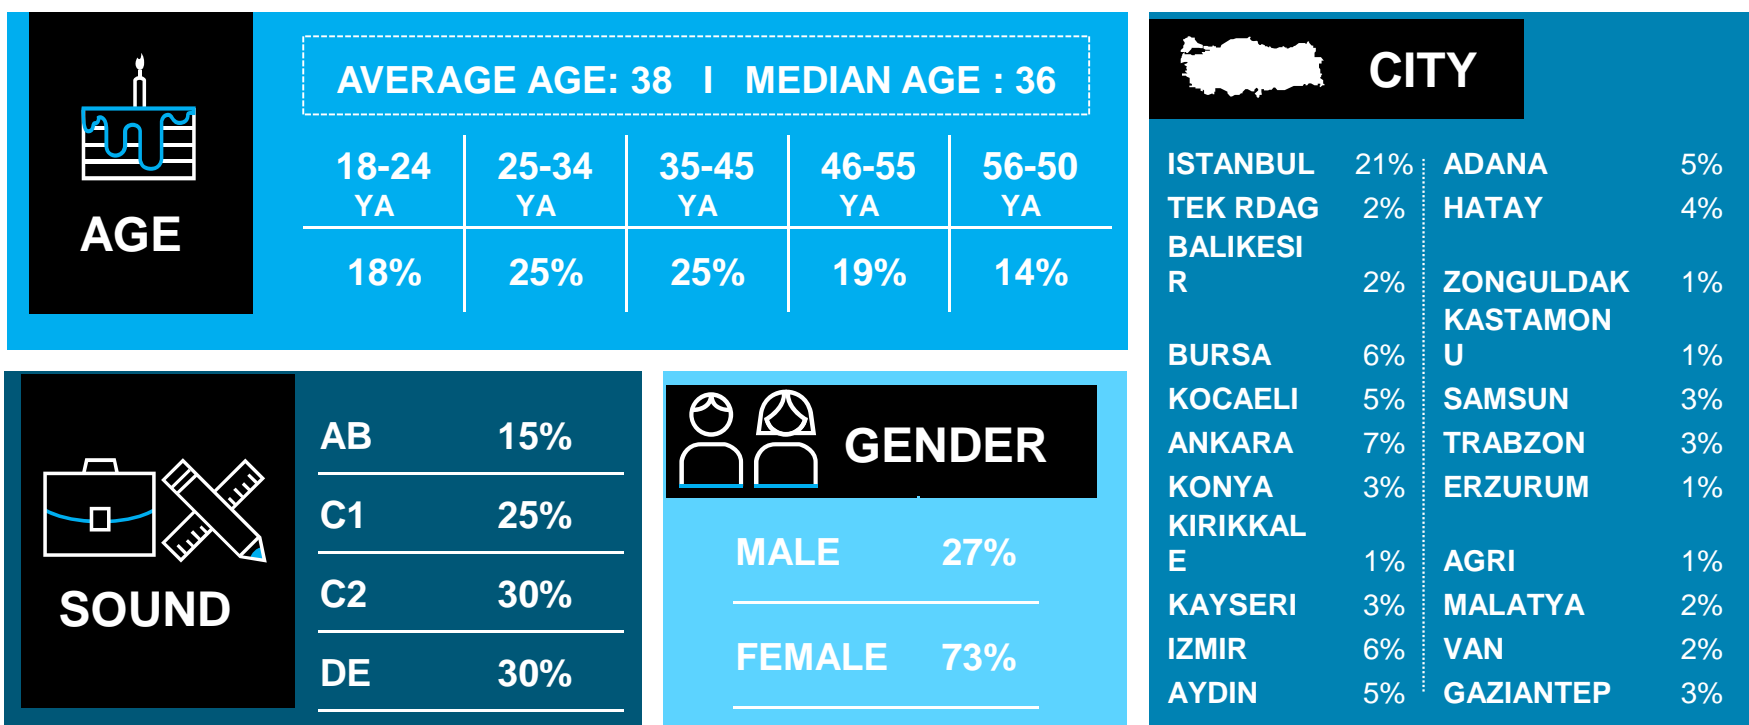 AGE
AVERAGE AGE: 38 I MEDIAN AGE : 36
18-24 25-34 35-45 46-55 56-50
YA YA YA YA YA
18% 25% 25% 19% 14%
SOUND
AB 15%
C1 25%
C2 30%
DE 30%
GENDER
MALE 27%
FEMALE 73%
CITY
ISTANBUL 21% ADANA 5%
TEK RDAG 2% HATAY 4%
BALIKESI
R 2% ZONGULDAK 1%
KASTAMON
BURSA 6% U 1%
KOCAELI 5% SAMSUN 3%
ANKARA 7% TRABZON 3%
KONYA 3% ERZURUM 1%
KIRIKKAL
E 1% AGRI 1%
KAYSERI 3% MALATYA 2%
IZMIR 6% VAN 2%
AYDIN 5% GAZIANTEP 3%